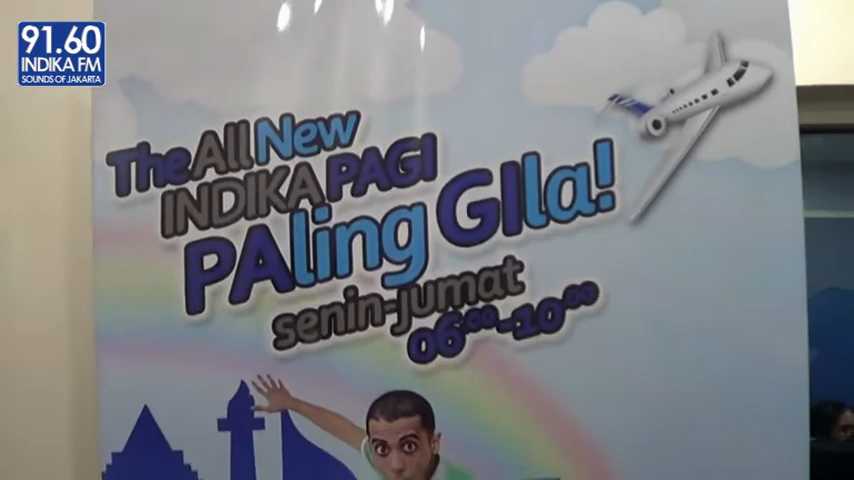 91.60
INDIKA FM
SOUNDS OF JAKARTA
The All New
INDIKA PAGI
PAling GIla!
senin-jumat
06.00-10.00